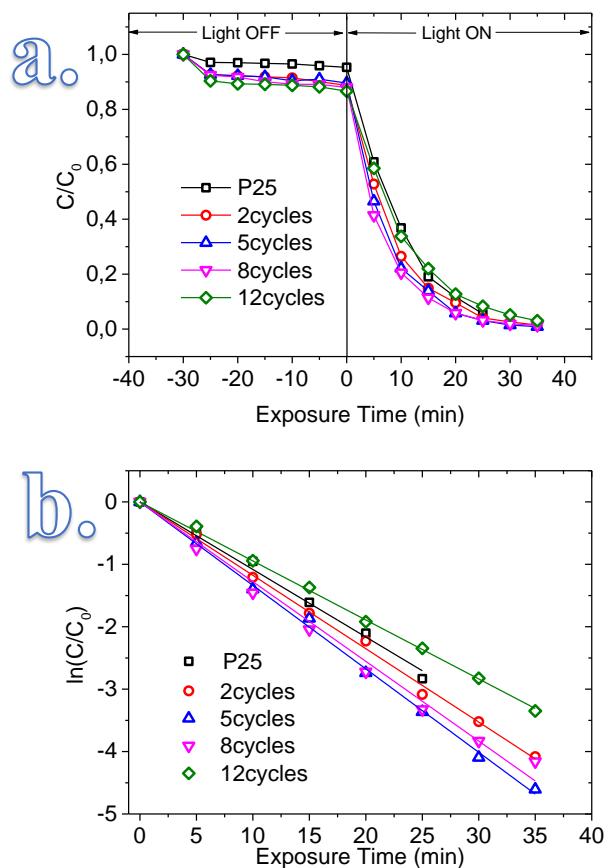 a.
Light OFF Light ON
1,0
0,8
0,6
0,4
0,2
0,0
C/C0
P25
2cycles
5cycles
8cycles
12cycles
-40 -30 -20 -10 0 10 20 30 40
Exposure Time (min)
b.
0
-1
-2
-3
-4
-5
ln(C/C0)
P25
2cycles
5cycles
8cycles
12cycles
0 5 10 15 20 25 30 35 40
Exposure Time (min)